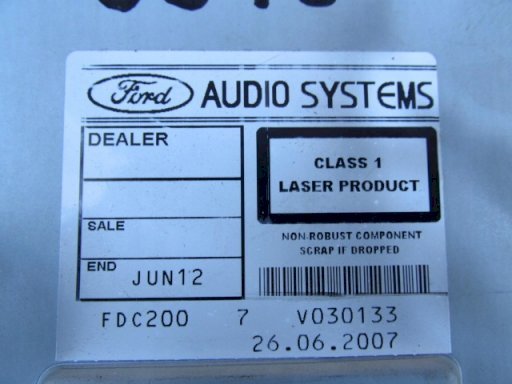 Ford AUDIO SYSTEMS
DEALER
CLASS 1
LASER PRODUCT
SALE
NON-ROBUST COMPONENT
SCRAP IF DROPPED
END JUN12
FDC200 7 V030133
26.06.2007